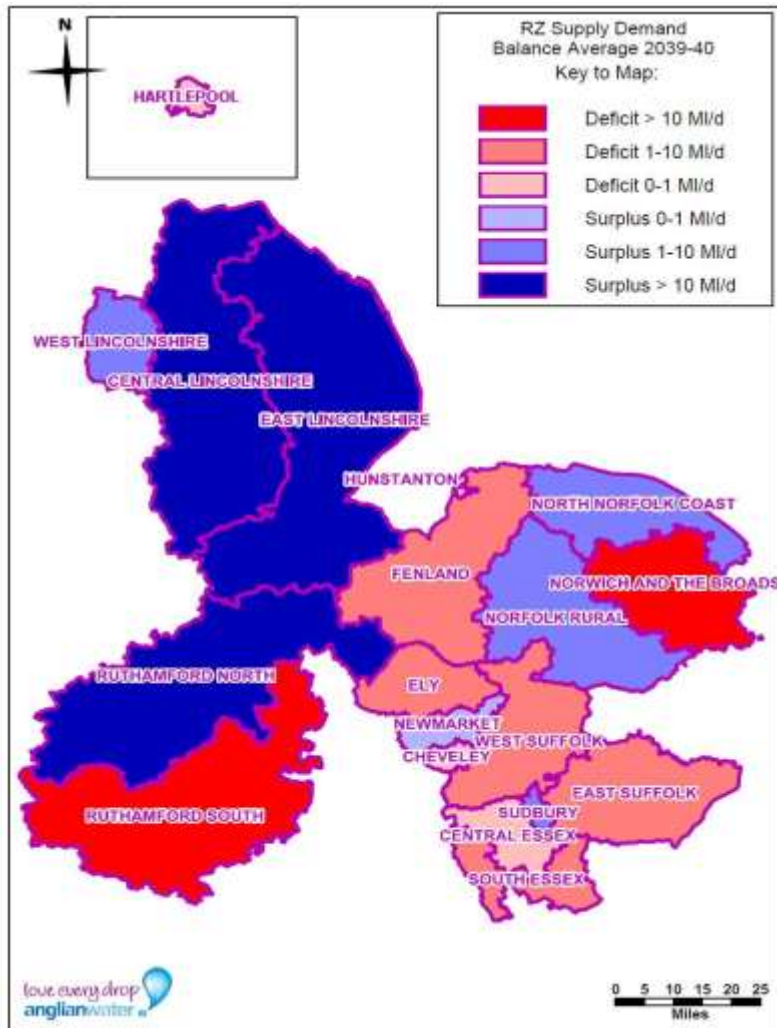 N
HARTLEPOOL
RZ Supply Demand
Balance Average 2039-40
Key to Map:
Deficit > 10 Ml/d
Deficit 1-10 Ml/d
Deficit 0-1 Ml/d
Surplus 0-1 Ml/d
Surplus 1-10 Ml/d
Surplus > 10 Ml/d
WEST LINCOLNSHIRE
CENTRAL LINCOLNSHIRE
EAST LINCOLNSHIRE
HUNSTANTON
NORTH NORFOLK COAST
FENLAND
NORWICH AND THE BROADS
NORFOLK RURAL
RUTHAMFORD NORTH
ELY
NEWMARKET
WEST SUFFOLK
CHEVELEY
EAST SUFFOLK
RUTHAMFORD SOUTH
SUDBURY
CENTRAL ESSEX
SOUTH ESSEX
love every drop
anglianwater
0 5 10 15 20 25
Miles